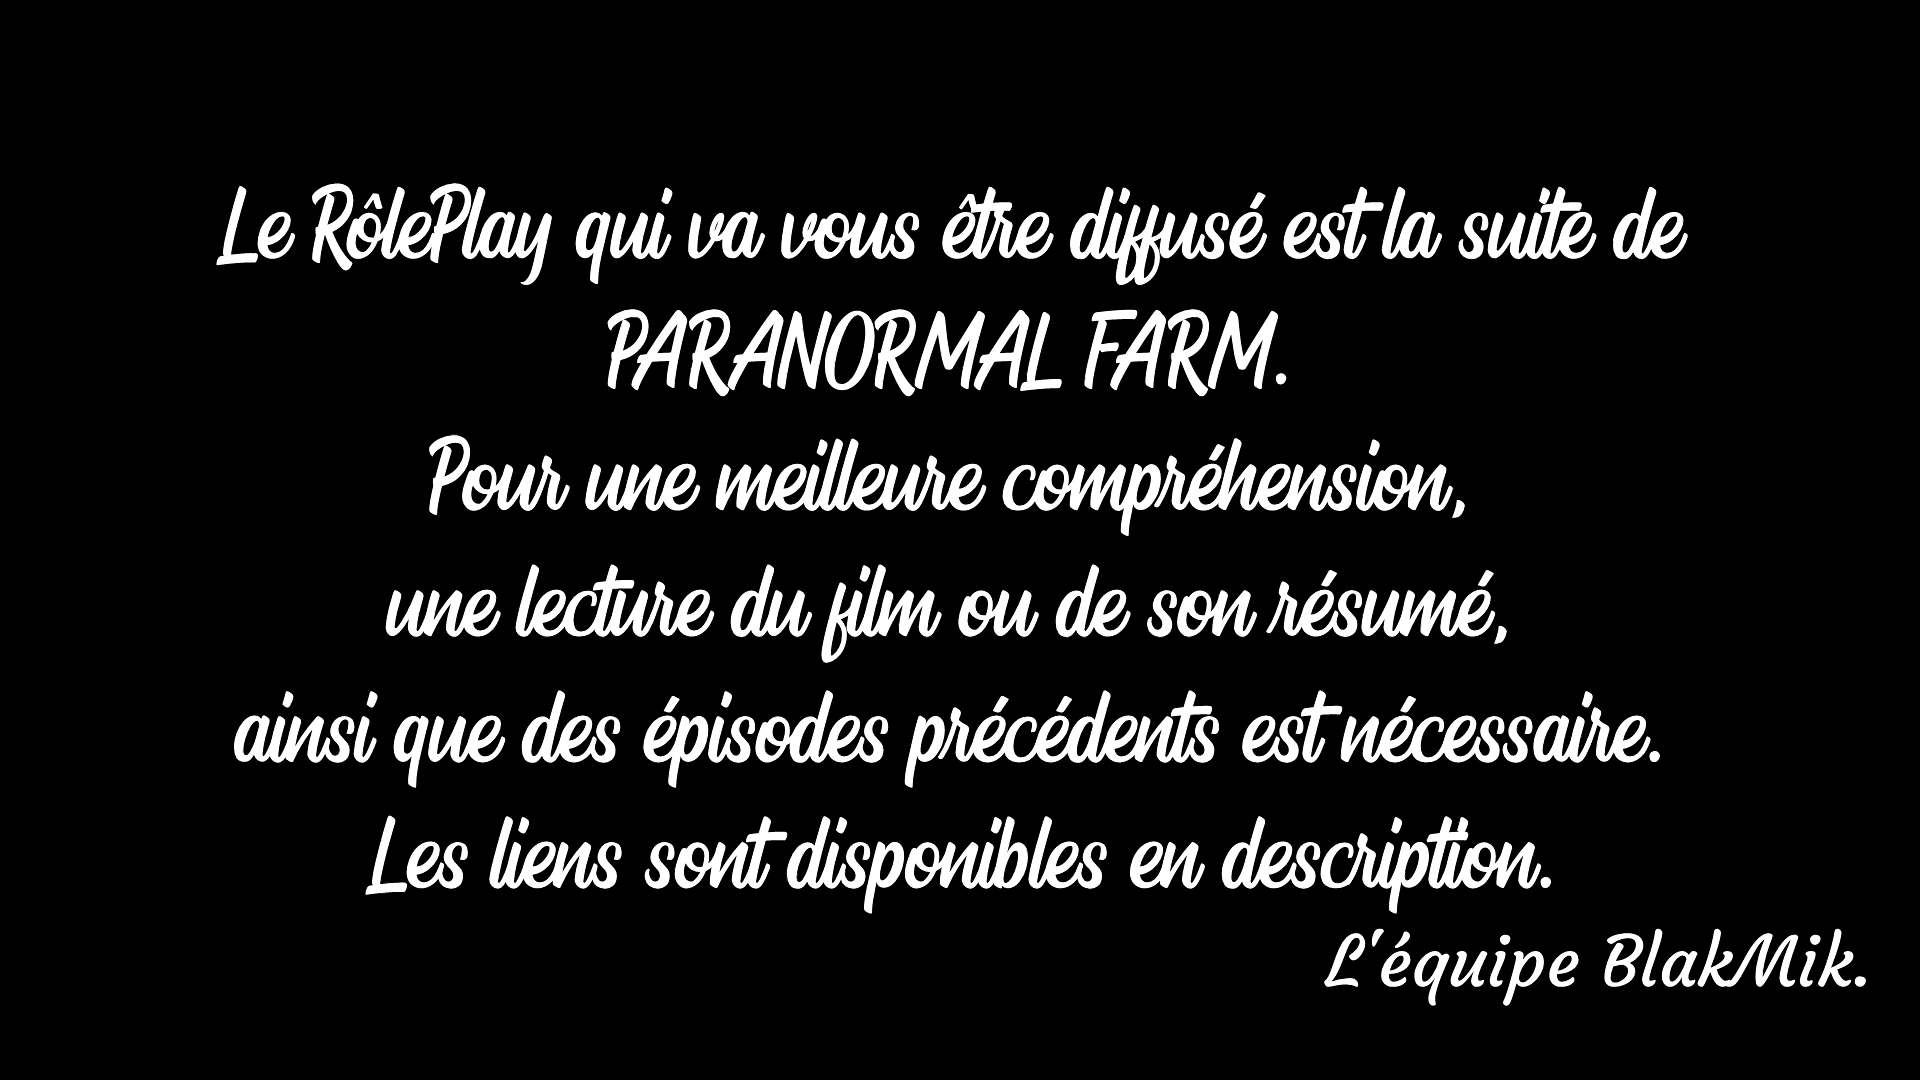 Le RôlePlay qui va vous être diffusé est la suite de
PARANORMAL FARM.
Pour une meilleure compréhension,
une lecture du film ou de son résumé,
ainsi que des épisodes précédents est nécessaire.
Les liens sont disponibles en description.
L'équipe BlakMik.